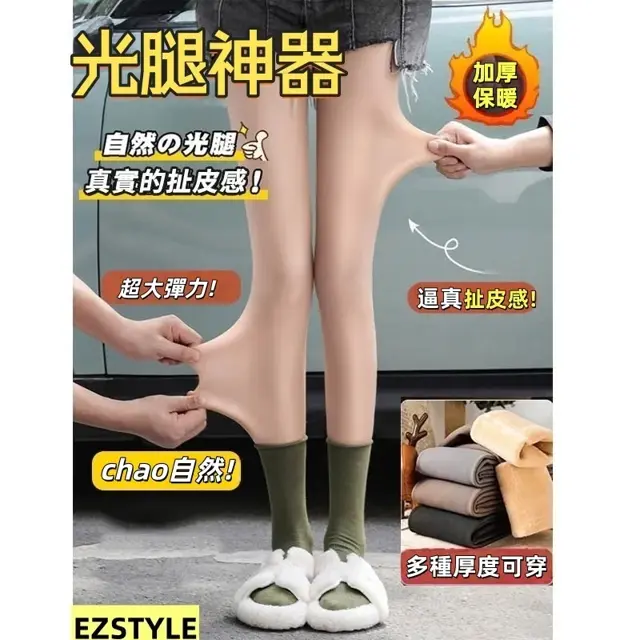 光腿神器
加厚
保暖
自然の光腿
真實的扯皮感!
超大彈力!
逼真扯皮感!
chao自然!
多種厚度可穿
EZSTYLE